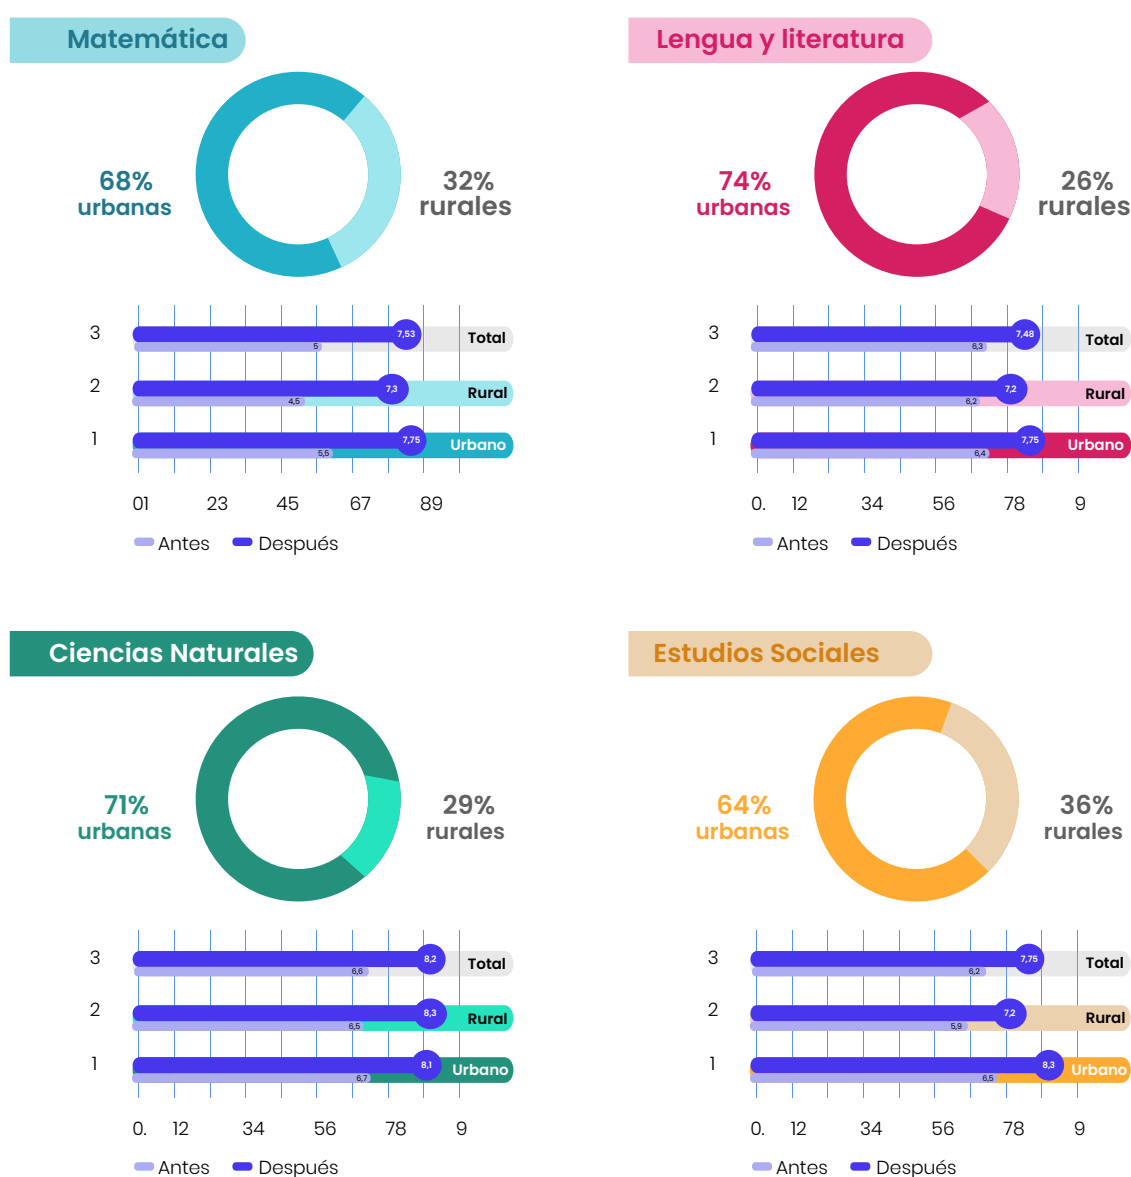 Matemática
68%
urbanas
32%
rurales
3
7,53
5
Total
2
7,3
4,5
Rural
1
7,75
5,5
Urbano
01 23 45 67 89
Antes Después
Lengua y literatura
74%
urbanas
26%
rurales
3
7,48
6,3
Total
2
7,2
6,2
Rural
1
7,75
6,4
Urbano
0. 12 34 56 78 9
Antes Después
Ciencias Naturales
71%
urbanas
29%
rurales
3
8,2
6,6
Total
2
8,3
6,5
Rural
1
8,1
6,7
Urbano
0. 12 34 56 78 9
Antes Después
Estudios Sociales
64%
urbanas
36%
rurales
3
7,75
6,2
Total
2
7,2
5,9
Rural
1
8,3
6,5
Urbano
0. 12 34 56 78 9
Antes Después